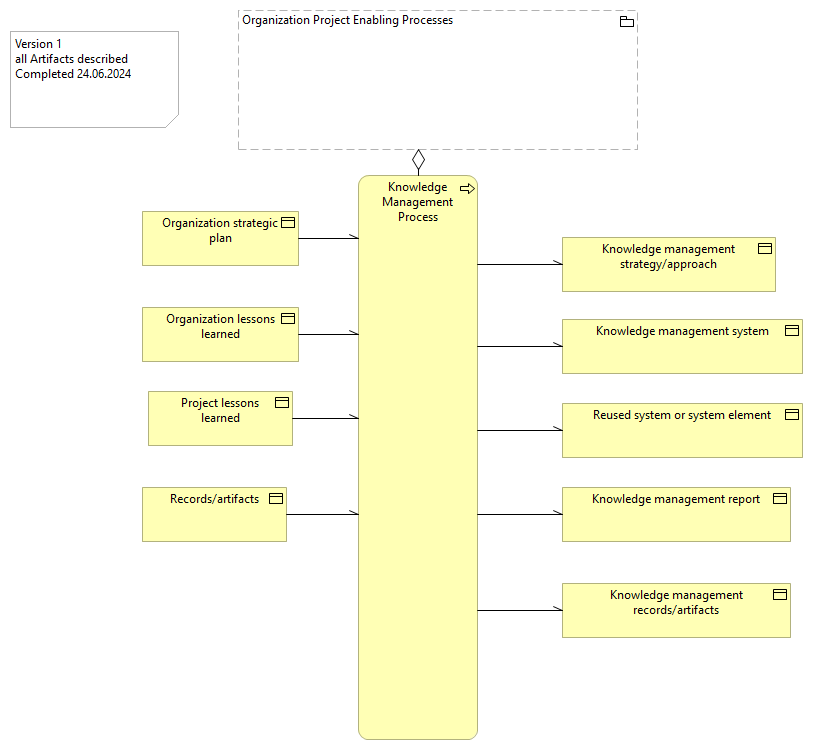 Organization Project Enabling Processes
Version 1
all Artifacts described
Completed 24.06.2024
Knowledge
Management
Process
Organization strategic
plan
Organization lessons
learned
Project lessons
learned
Records/artifacts
Knowledge management
strategy/approach
Knowledge management system
Reused system or system element
Knowledge management report
Knowledge management
records/artifacts